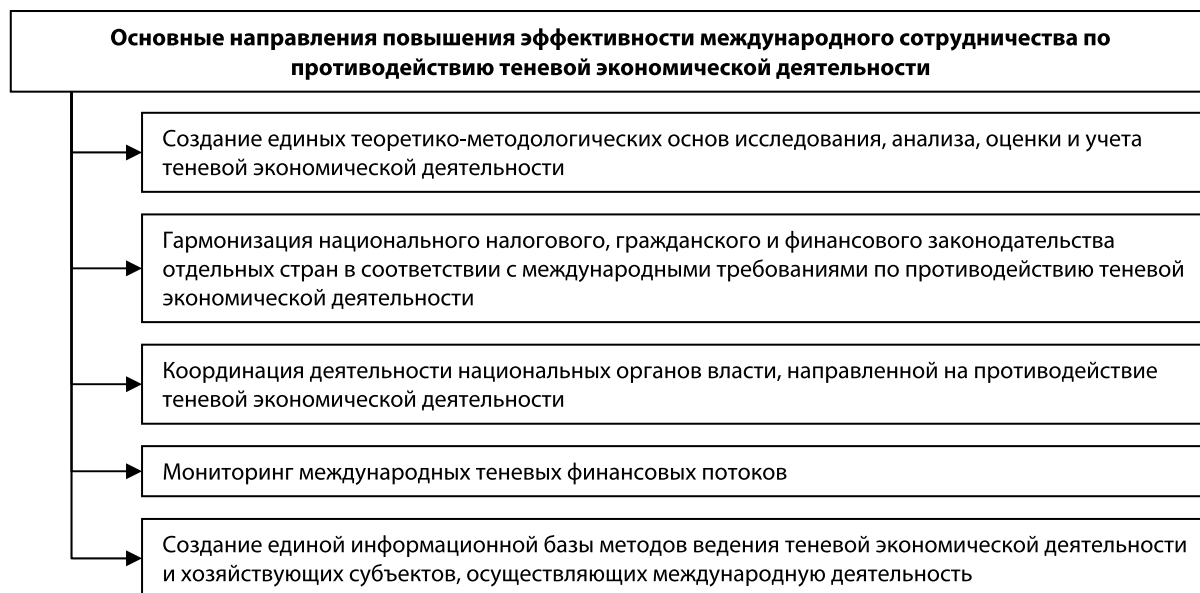 Основные направления повышения эффективности международного сотрудничества по
противодействию теневой экономической деятельности
Создание единых теоретико-методологических основ исследования, анализа, оценки и учета
теневой экономической деятельности
Гармонизация национального налогового, гражданского и финансового законодательства
отдельных стран в соответствии с международными требованиями по противодействию теневой
экономической деятельности
Координация деятельности национальных органов власти, направленной на противодействие
теневой экономической деятельности
Мониторинг международных теневых финансовых потоков
Создание единой информационной базы методов ведения теневой экономической деятельности
и хозяйствующих субъектов, осуществляющих международную деятельность